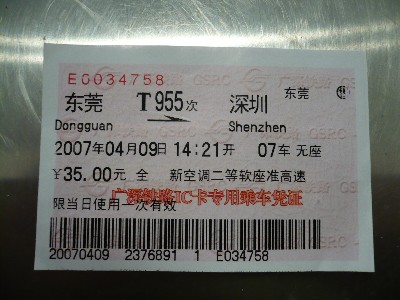 E0034758
东莞 T955次 深圳 东莞
Dongguan Shenzhen
2007年04月09日 14:21开 07车 无座
¥35.00元 全 新空调二等软座准高速
广深铁路IC卡专用乘车凭证
限当日使用一次有效
20070409 2376891 1 E034758